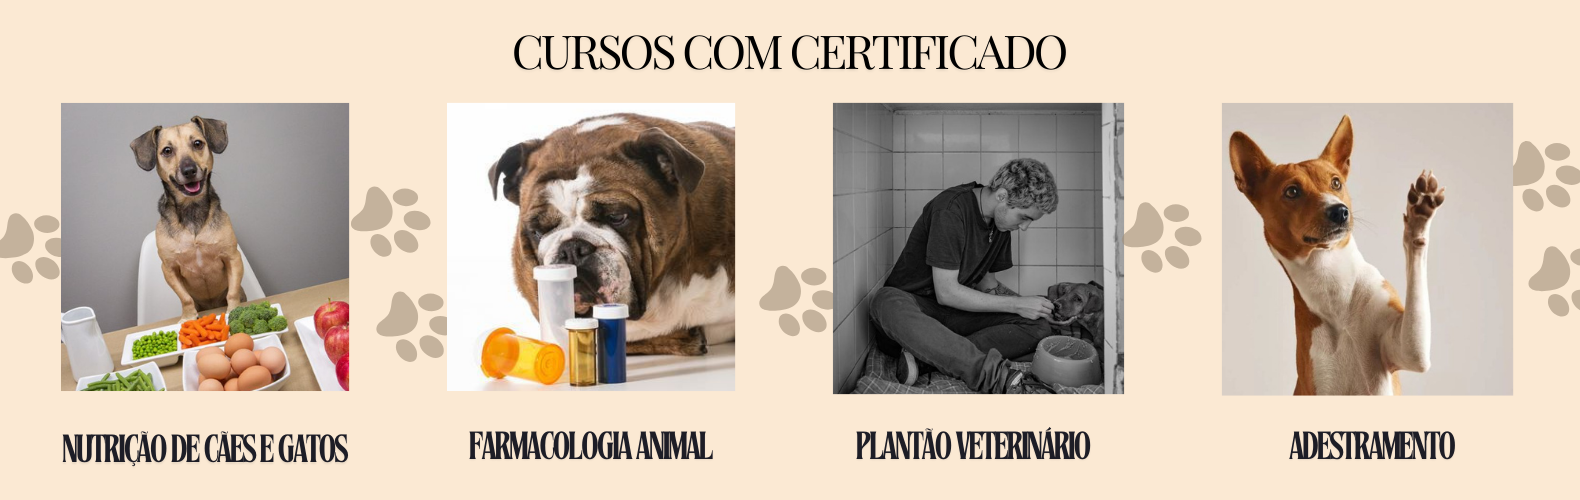 CURSOS COM CERTIFICADO
NUTRIÇÃO DE CÃES E GATOS
FARMACOLOGIA ANIMAL
PLANTÃO VETERINÁRIO
ADESTRAMENTO